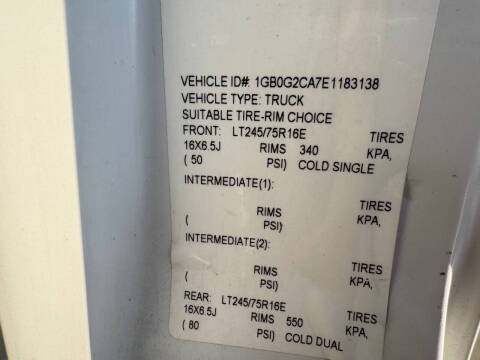 VEHICLE ID#: 1GB0G2CA7E1183138
VEHICLE TYPE: TRUCK
SUITABLE TIRE-RIM CHOICE
FRONT: LT245/75R16E TIRES
16X6.5J RIMS 340 KPA,
( 50 PSI) COLD SINGLE
INTERMEDIATE(1):
TIRES
RIMS KPA,
( PSI)
INTERMEDIATE(2):
TIRES
RIMS KPA,
( PSI)
REAR: LT245/75R16E TIRES
16X6.5J RIMS 550 KPA,
( 80 PSI) COLD DUAL